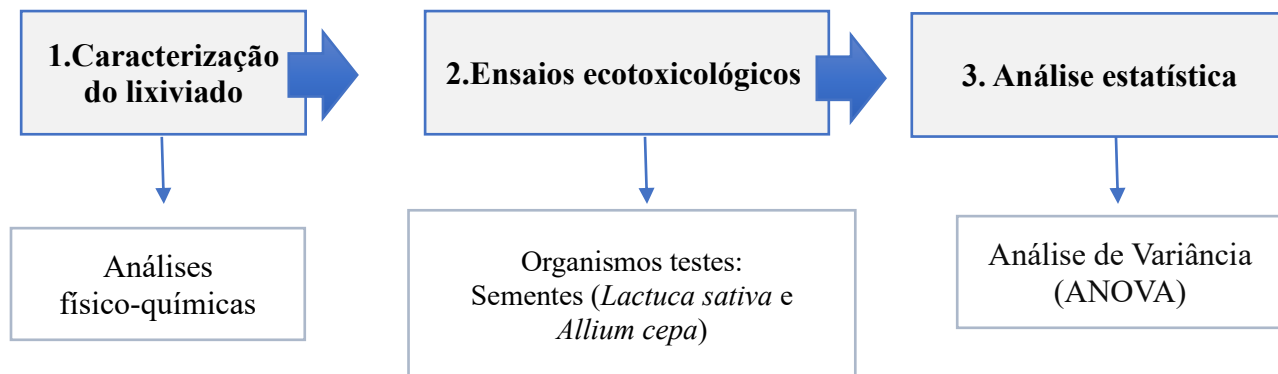 1.Caracterização
do lixiviado
2.Ensaios ecotoxicológicos
3. Análise estatística
Análises
físico-químicas
Organismos testes:
Sementes (Lactuca sativa e
Allium cepa)
Análise de Variância
(ANOVA)